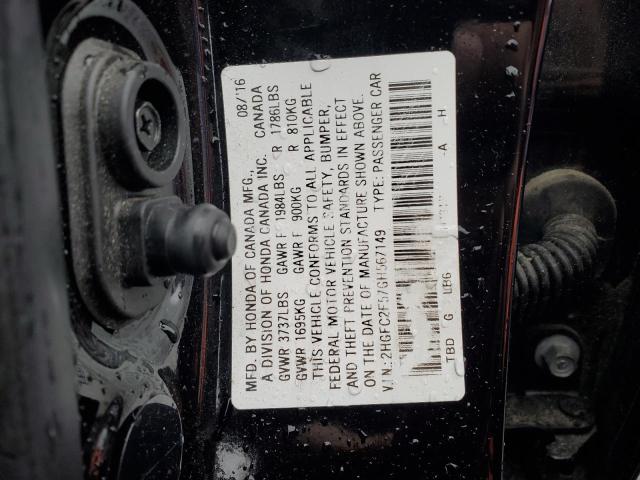 MFD. BY HONDA OF CANADA MFG., 08/'16
A DIVISION OF HONDA CANADA INC. CANADA
GVWR 3737LBS GAWR F 1984LBS R 1786LBS
GVWR 1695KG GAWR F 900KG R 810KG
THIS VEHICLE CONFORMS TO ALL APPLICABLE
FEDERAL MOTOR VEHICLE SAFETY, BUMPER,
AND THEFT PREVENTION STANDARDS IN EFFECT
ON THE DATE OF MANUFACTURE SHOWN ABOVE.
V.I.N.: 2HGFC2F57GH567149 TYPE: PASSENGER CAR
TBD G -LBG -A -H